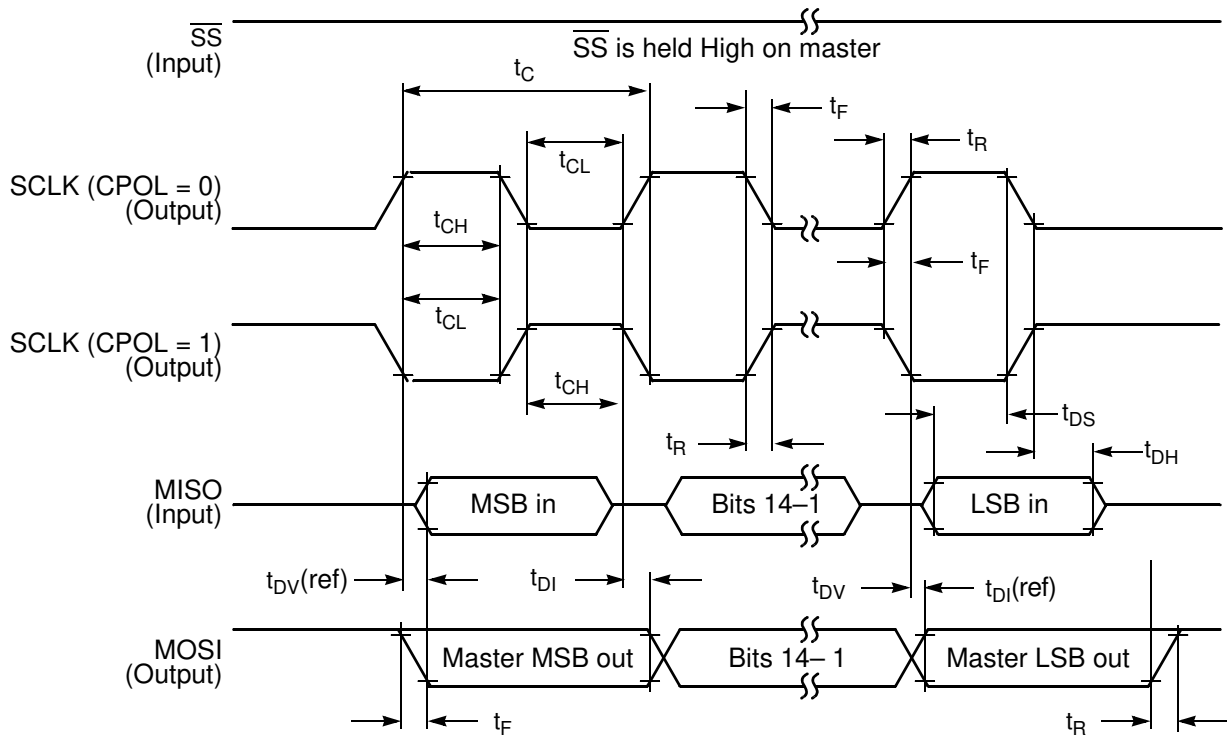 SS
(Input)
SS is held High on master
tC
tF
tR
tCL
SCLK (CPOL = 0)
(Output)
tCH
tF
tCL
SCLK (CPOL = 1)
(Output)
tCH
tDS
tR
tDH
MISO
(Input)
MSB in
Bits 14–1
LSB in
tDV(ref)
tDI
tDV
tDI(ref)
MOSI
(Output)
Master MSB out
Bits 14– 1
Master LSB out
tF
tR